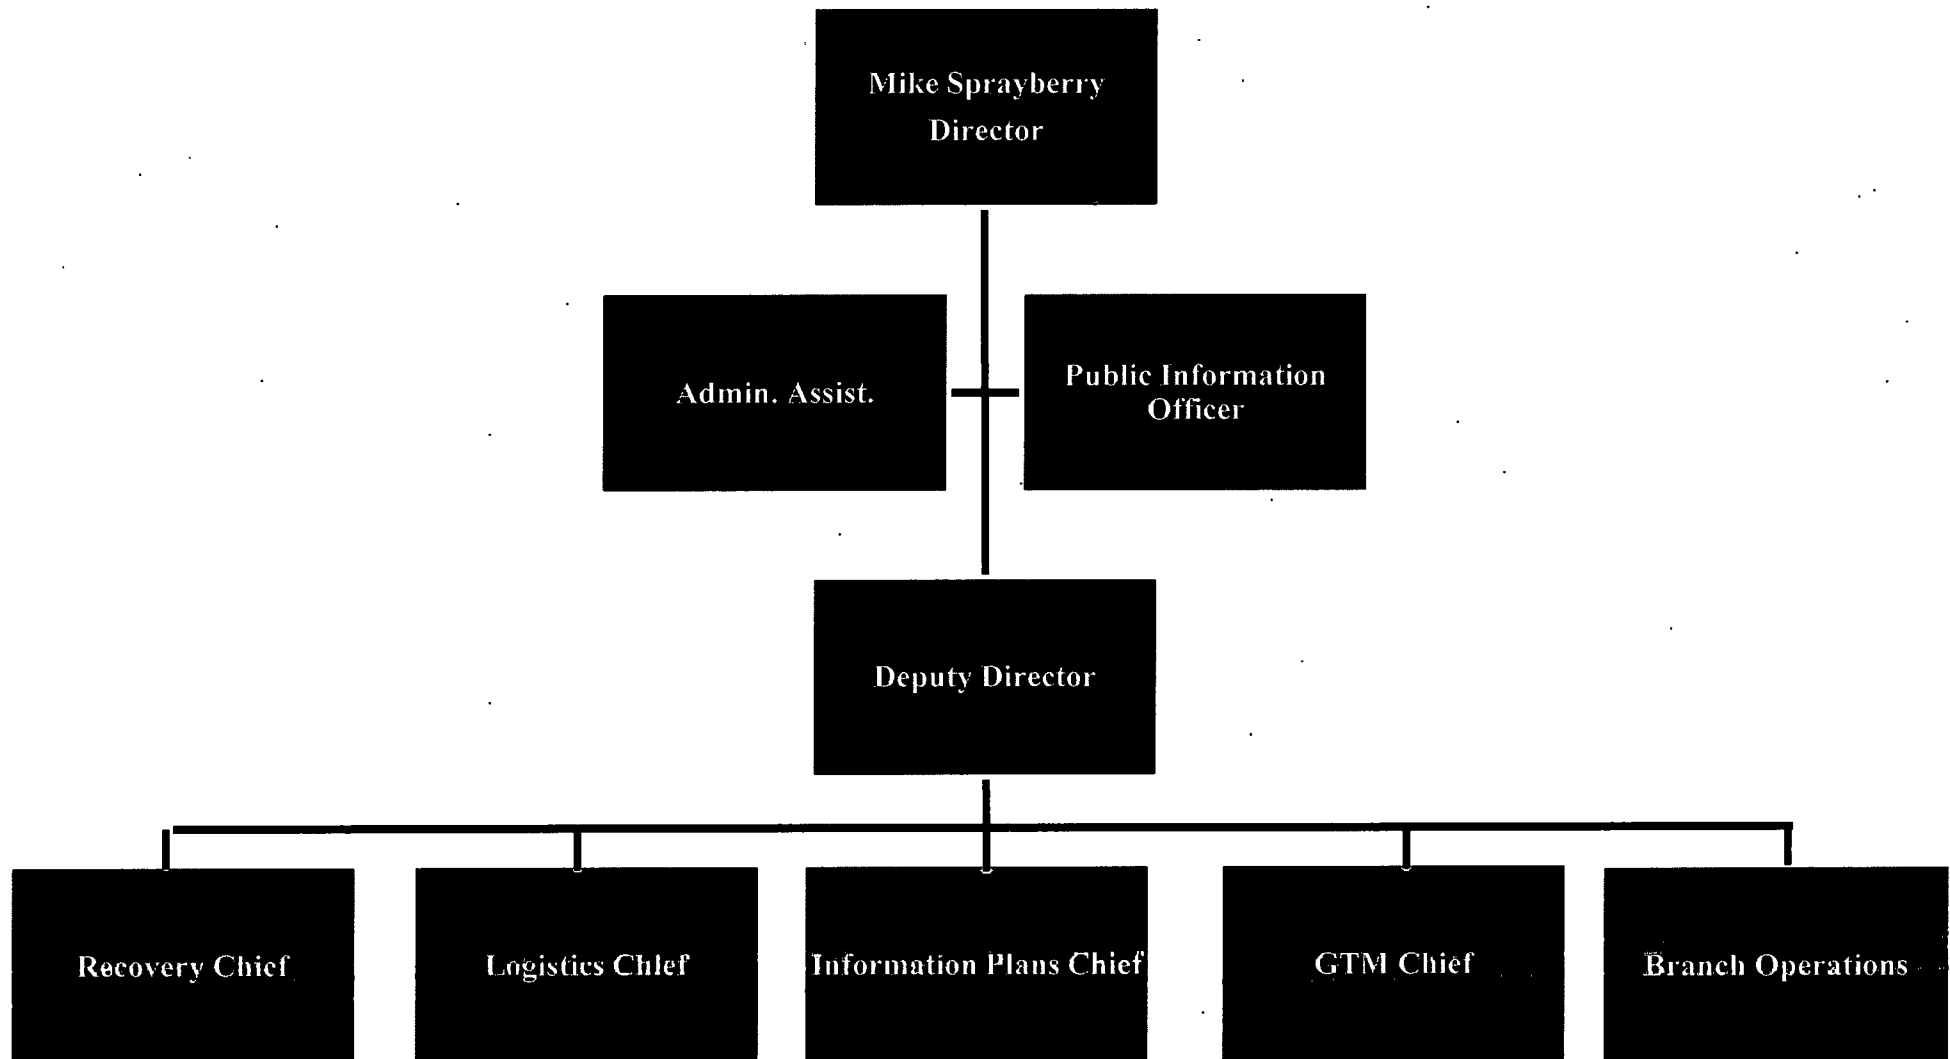 Mike Sprayberry
Director
Admin. Assist.
Public Information
Officer
Deputy Director
Recovery Chief
Logistics Chief
Information Plans Chief
GTM Chief
Branch Operations